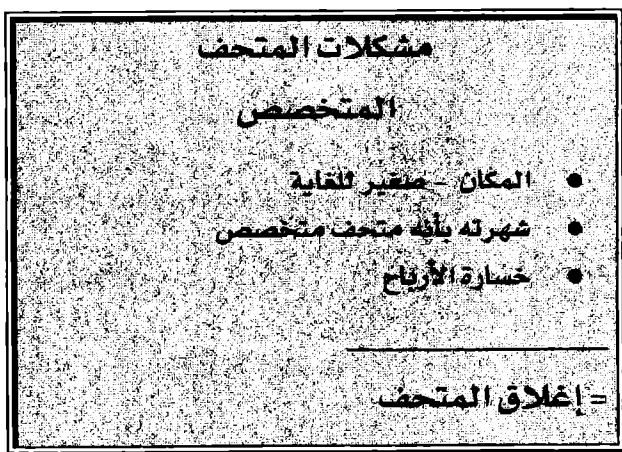 مشكلات المتحف
المتخصص
• المكان - صغير للغاية
• شهرته بأنه متحف متخصص
• خسارة الأرباح
= إغلاق المتحف